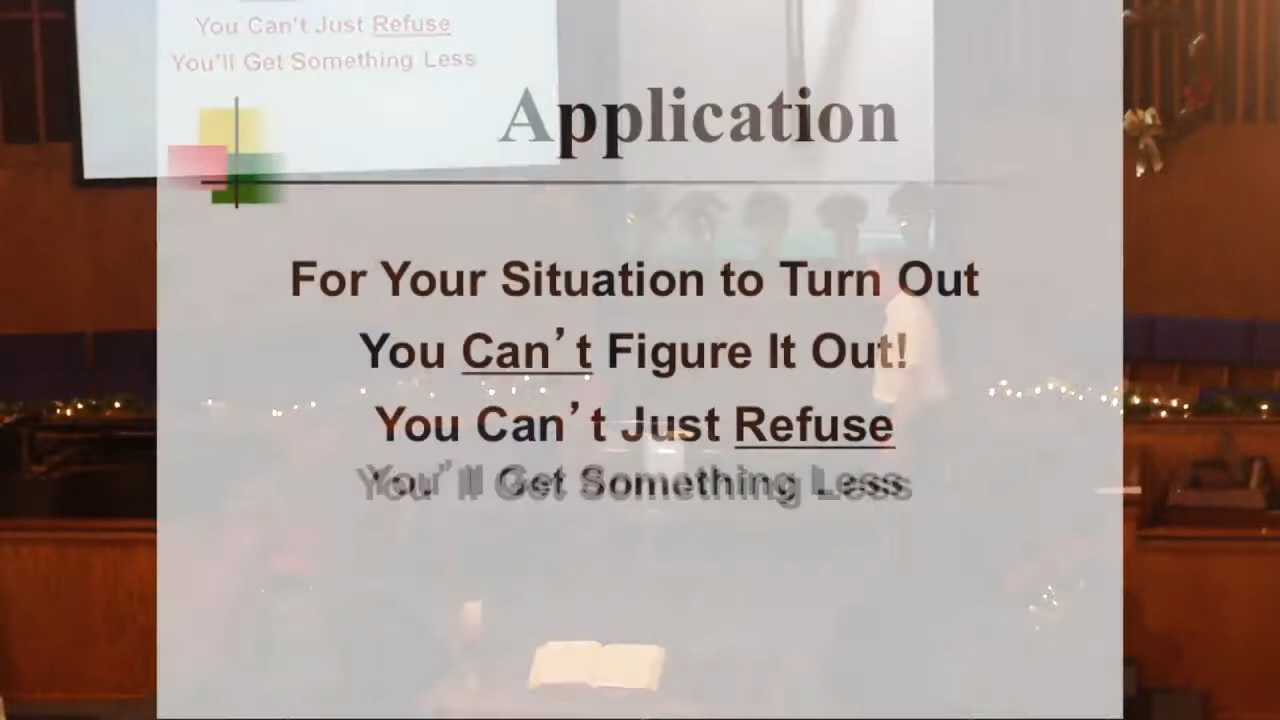 You Can't Just Refuse
You'll Get Something Less
Application
For Your Situation to Turn Out
You Can't Figure It Out!
You Can't Just Refuse
You'll Get Something Less